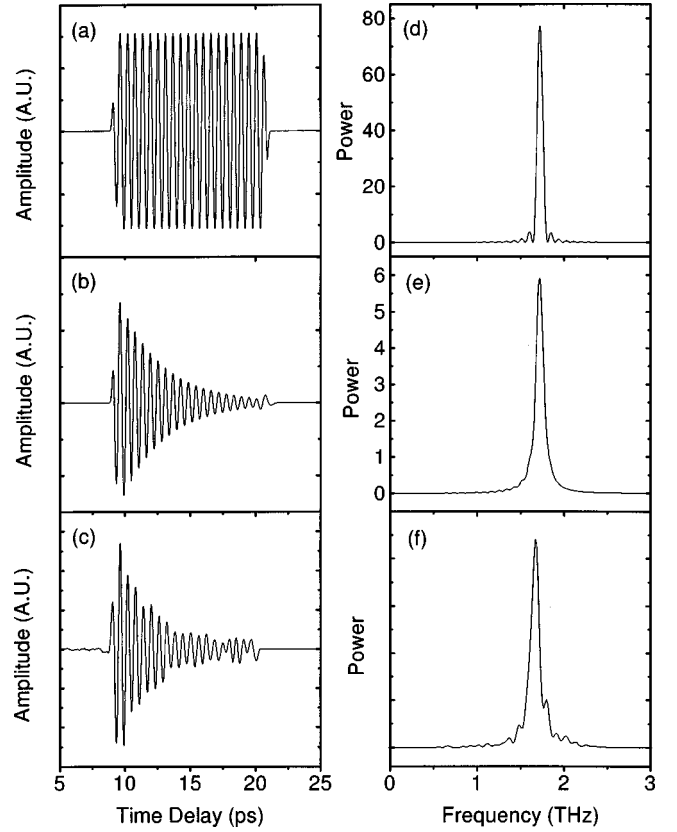 (a)
Amplitude (A.U.)
(d)
Power
80
60
40
20
0
(b)
Amplitude (A.U.)
(e)
Power
6
5
4
3
2
1
0
(c)
Amplitude (A.U.)
(f)
Power
5 10 15 20 25
Time Delay (ps)
0 1 2 3
Frequency (THz)